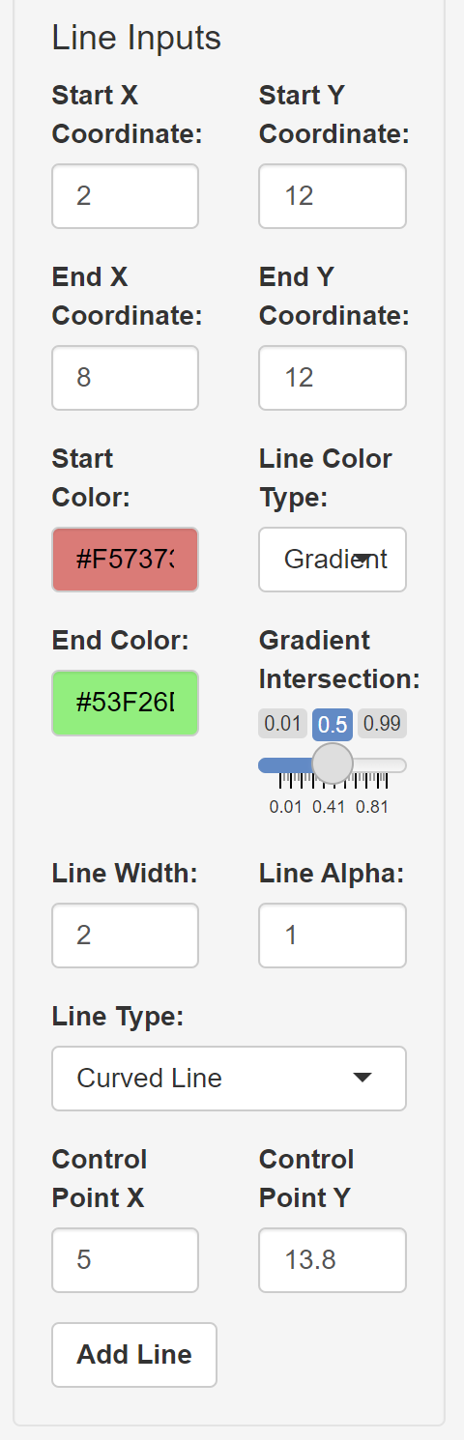 Line Inputs
Start X Start Y
Coordinate: Coordinate:
2 12
End X End Y
Coordinate: Coordinate:
8 12
Start Line Color
Color: Type:
Gradient
End Color: Gradient
Intersection:
0.01 0.5 0.99
0.01 0.41 0.81
Line Width: Line Alpha:
2 1
Line Type:
Curved Line
Control Control
Point X Point Y
5 13.8
Add Line